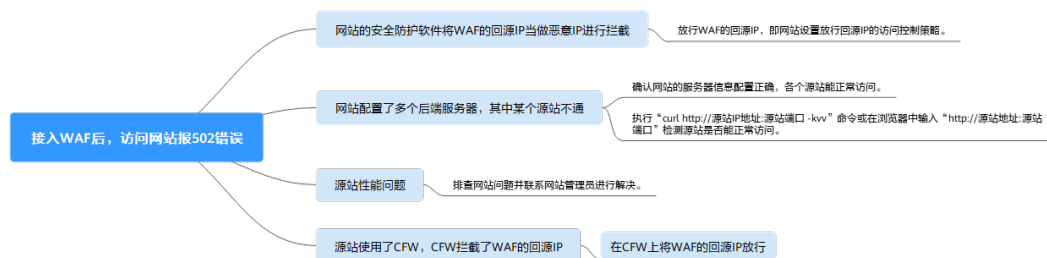 接入WAF后，访问网站报502错误
网站的安全防护软件将WAF的回源IP当做恶意IP进行拦截
放行WAF的回源IP，即网站设置放行回源IP的访问控制策略。
网站配置了多个后端服务器，其中某个源站不通
确认网站的服务器信息配置正确，各个源站能正常访问。
执行“curl http://源站IP地址:源站端口 -kvv”命令或在浏览器中输入“http://源站地址:源站
端口”检测源站是否能正常访问。
源站性能问题
排查网站问题并联系网站管理员进行解决。
源站使用了CFW，CFW拦截了WAF的回源IP
在CFW上将WAF的回源IP放行